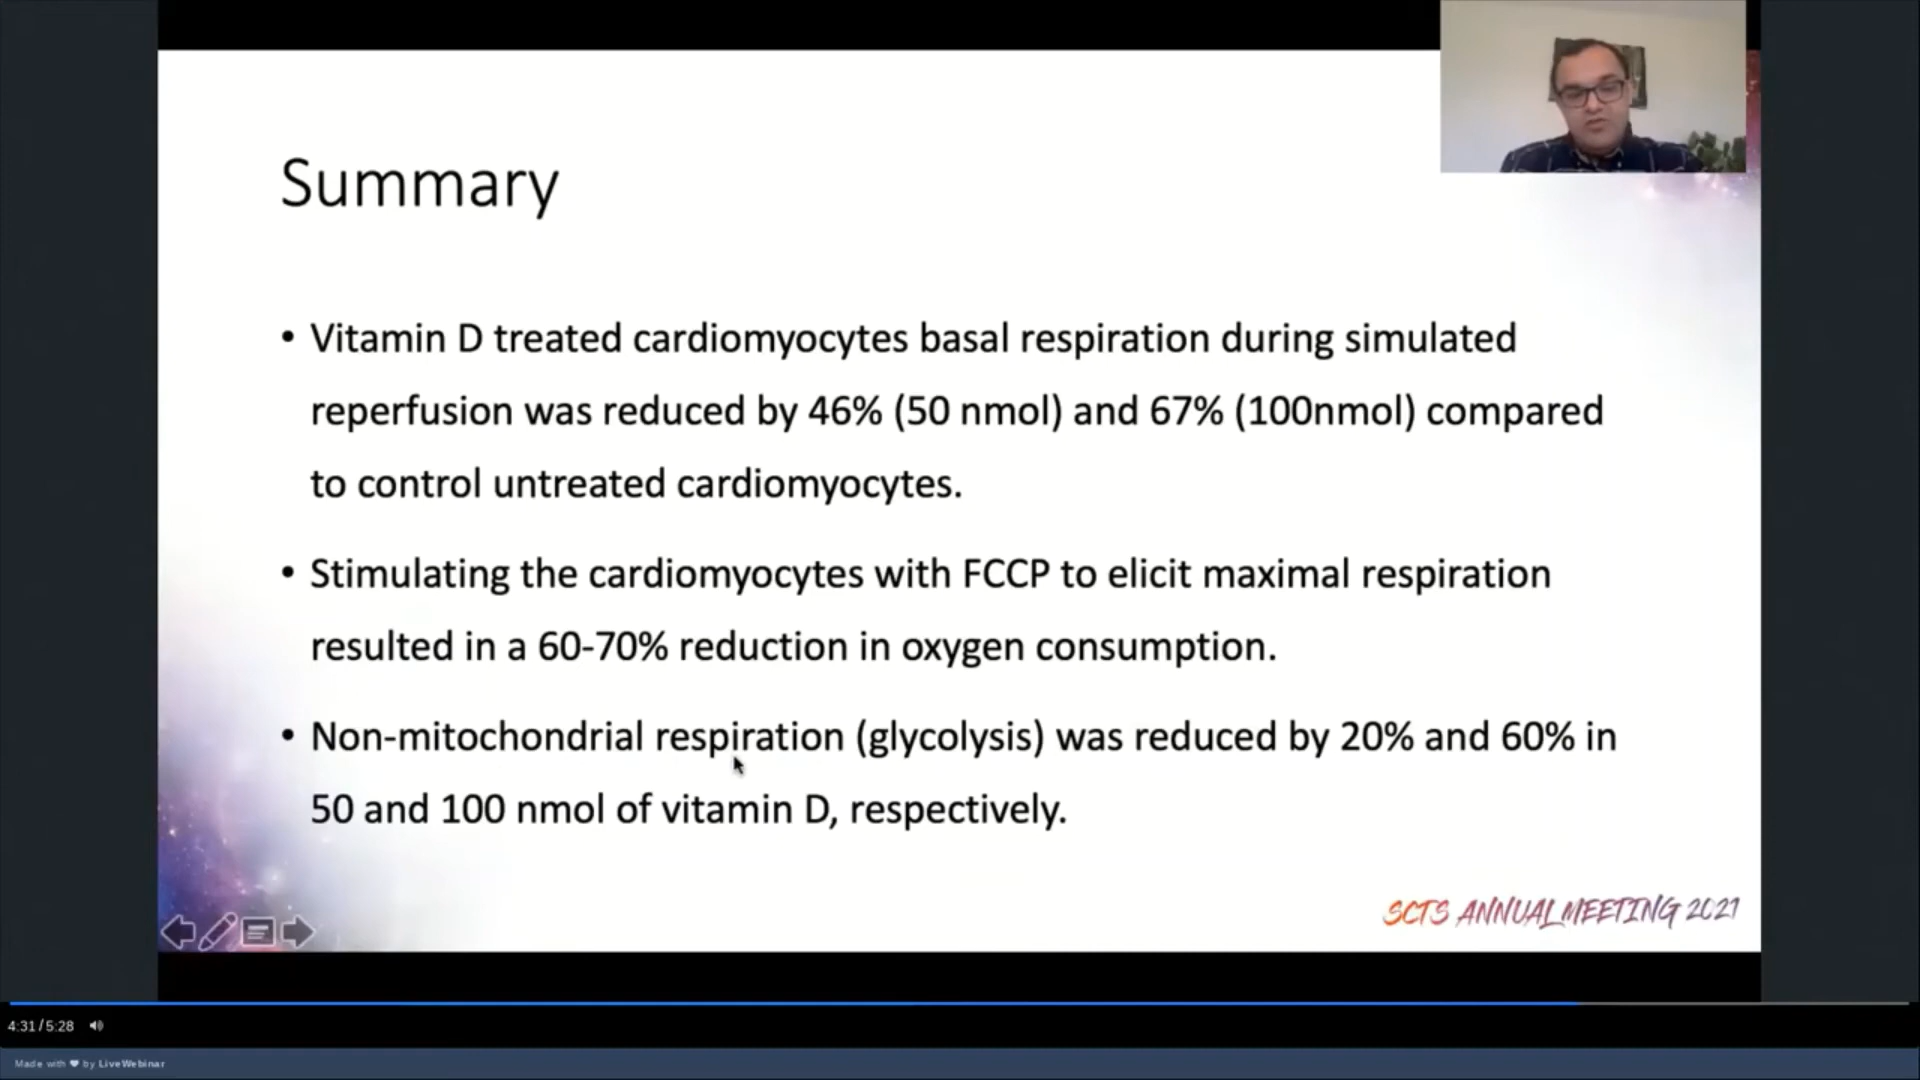 Summary
• Vitamin D treated cardiomyocytes basal respiration during simulated
reperfusion was reduced by 46% (50 nmol) and 67% (100nmol) compared
to control untreated cardiomyocytes.
• Stimulating the cardiomyocytes with FCCP to elicit maximal respiration
resulted in a 60-70% reduction in oxygen consumption.
• Non-mitochondrial respiration (glycolysis) was reduced by 20% and 60% in
50 and 100 nmol of vitamin D, respectively.
SCTS ANNUAL MEETING 2021
4:31/5:28
Made with ❤ by LiveWebinar